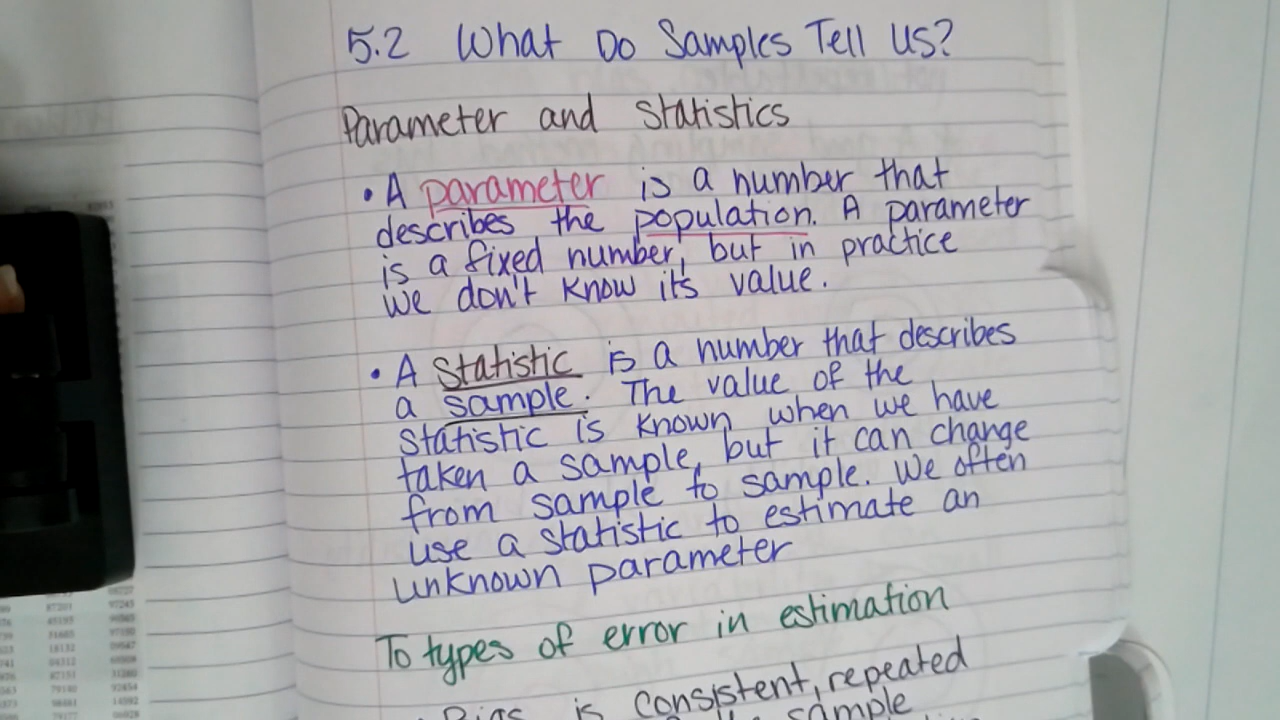 5.2 What Do Samples Tell Us?
Parameter and Statistics
• A parameter is a number that
describes the population. A parameter
is a fixed number, but in practice
we don't know its value.
• A statistic is a number that describes
a sample. The value of the
statistic is known when we have
taken a sample, but it can change
from sample to sample. We often
use a statistic to estimate an
unknown parameter
To types of error in estimation
is consistent, repeated
sample